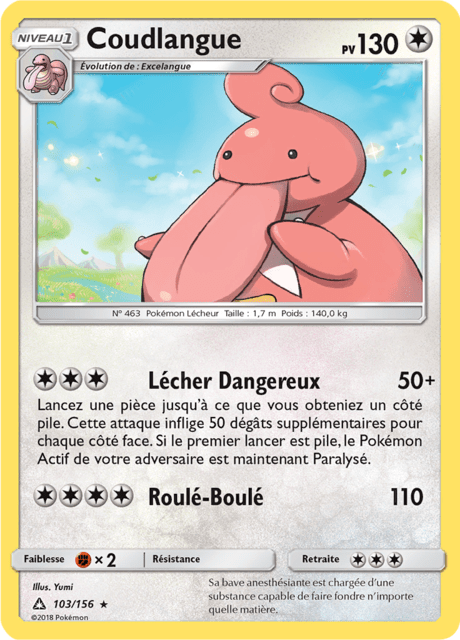 NIVEAU 1
Coudlangue
PV 130
Évolution de : Excelangue
N° 463 Pokémon Lécheur Taille : 1,7 m Poids : 140,0 kg
Lécher Dangereux 50+
Lancez une pièce jusqu'à ce que vous obteniez un côté
pile. Cette attaque inflige 50 dégâts supplémentaires pour
chaque côté face. Si le premier lancer est pile, le Pokémon
Actif de votre adversaire est maintenant Paralysé.
Roulé-Boulé 110
Faiblesse ×2 Résistance Retraite
Illus. Yumi
103/156
©2018 Pokémon
Sa bave anesthésiante est chargée d'une
substance capable de faire fondre n'importe
quelle matière.